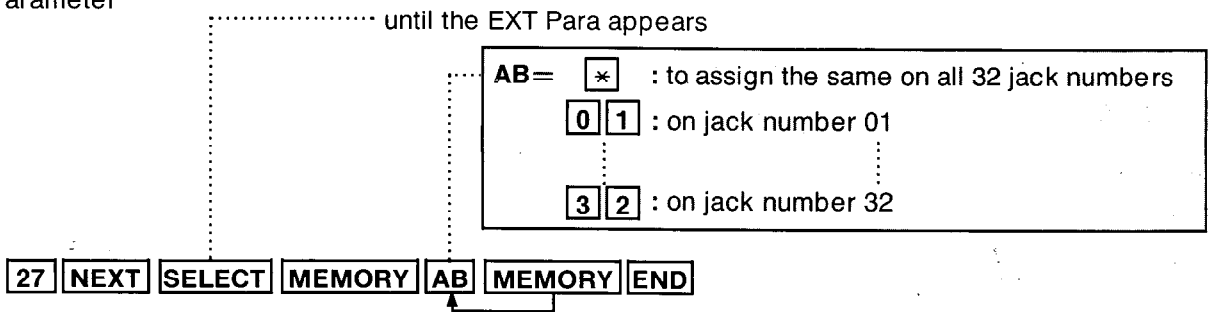 arameter
until the EXT Para appears
AB= * : to assign the same on all 32 jack numbers
0 1 : on jack number 01
3 2 : on jack number 32
27 NEXT SELECT MEMORY AB MEMORY END